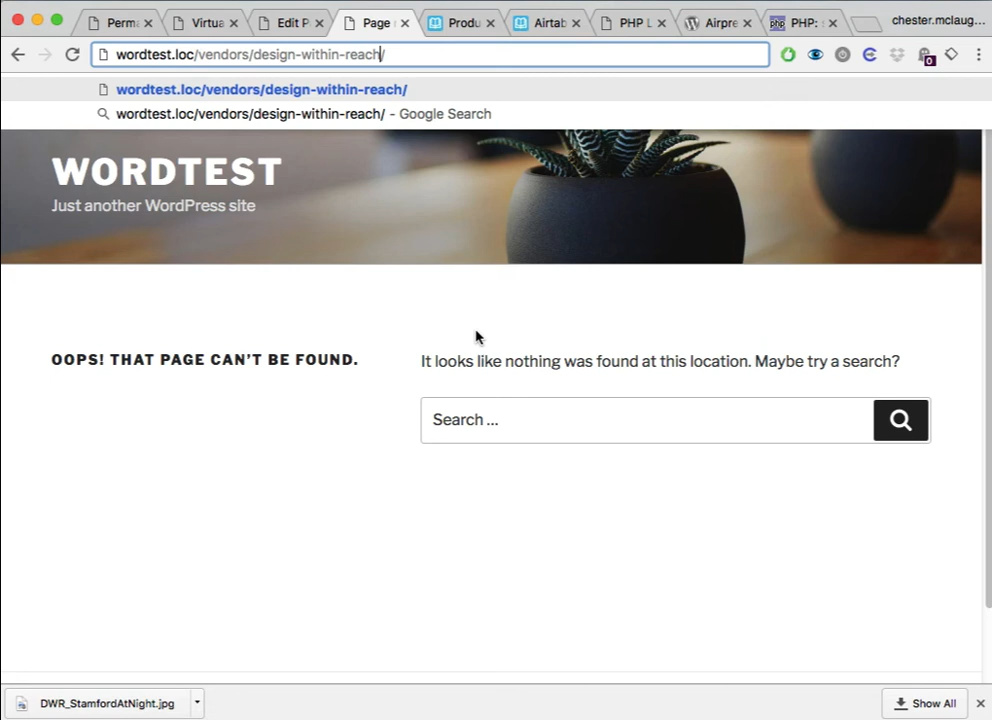 Perma
Virtua
Edit P
Page
Produ
Airtab
PHP L
Airpre
PHP:
chester.mclaug...
wordtest.loc/vendors/design-within-reach/
0
wordtest.loc/vendors/design-within-reach/
wordtest.loc/vendors/design-within-reach/ - Google Search
WORDTEST
Just another WordPress site
OOPS! THAT PAGE CAN'T BE FOUND.
It looks like nothing was found at this location. Maybe try a search?
Search ...
DWR_StamfordAtNight.jpg
Show All